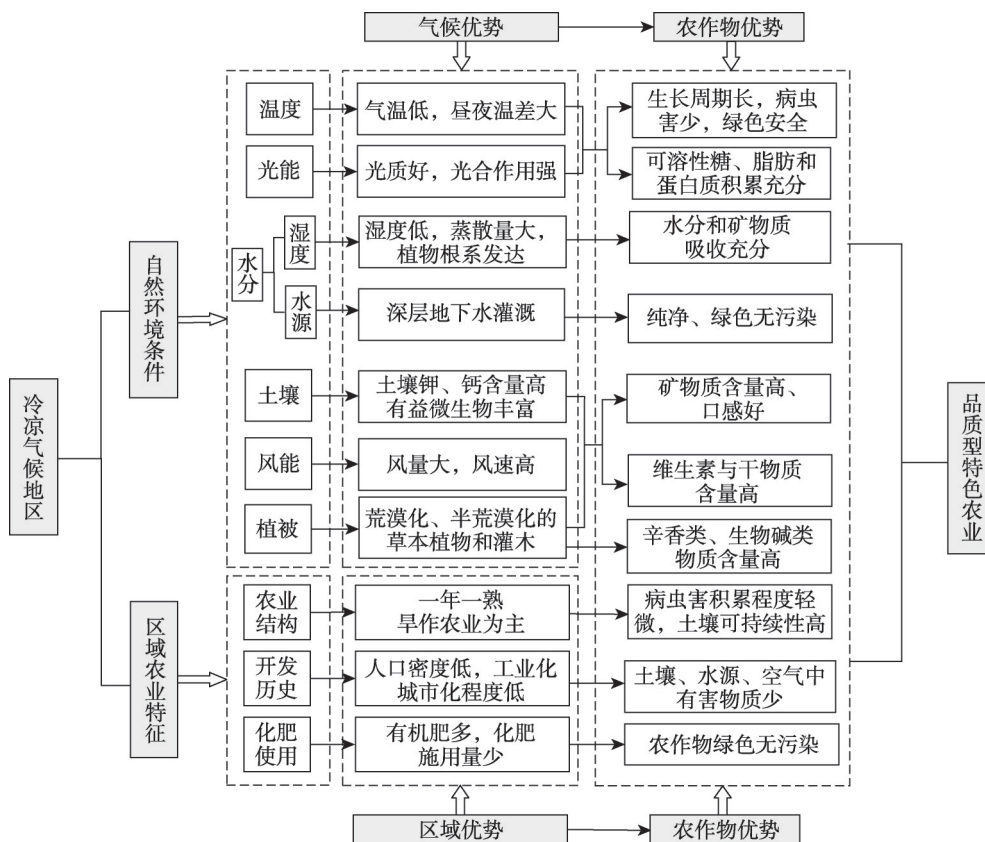 气候优势
农作物优势
温度
气温低，昼夜温差大
生长周期长，病虫
害少，绿色安全
光能
光质好，光合作用强
可溶性糖、脂肪和
蛋白质积累充分
水分
湿度
湿度低，蒸散量大，
植物根系发达
水分和矿物质
吸收充分
水源
深层地下水灌溉
纯净、绿色无污染
自然环境条件
土壤
土壤钾、钙含量高
有益微生物丰富
矿物质含量高、
口感好
冷凉气候地区
品质型特色农业
风能
风量大，风速高
维生素与干物质
含量高
植被
荒漠化、半荒漠化的
草本植物和灌木
辛香类、生物碱类
物质含量高
区域农业特征
农业
结构
一年一熟
旱作农业为主
病虫害积累程度轻
微，土壤可持续性高
开发
历史
人口密度低，工业化
城市化程度低
土壤、水源、空气中
有害物质少
化肥
使用
有机肥多，化肥
施用量少
农作物绿色无污染
区域优势
农作物优势